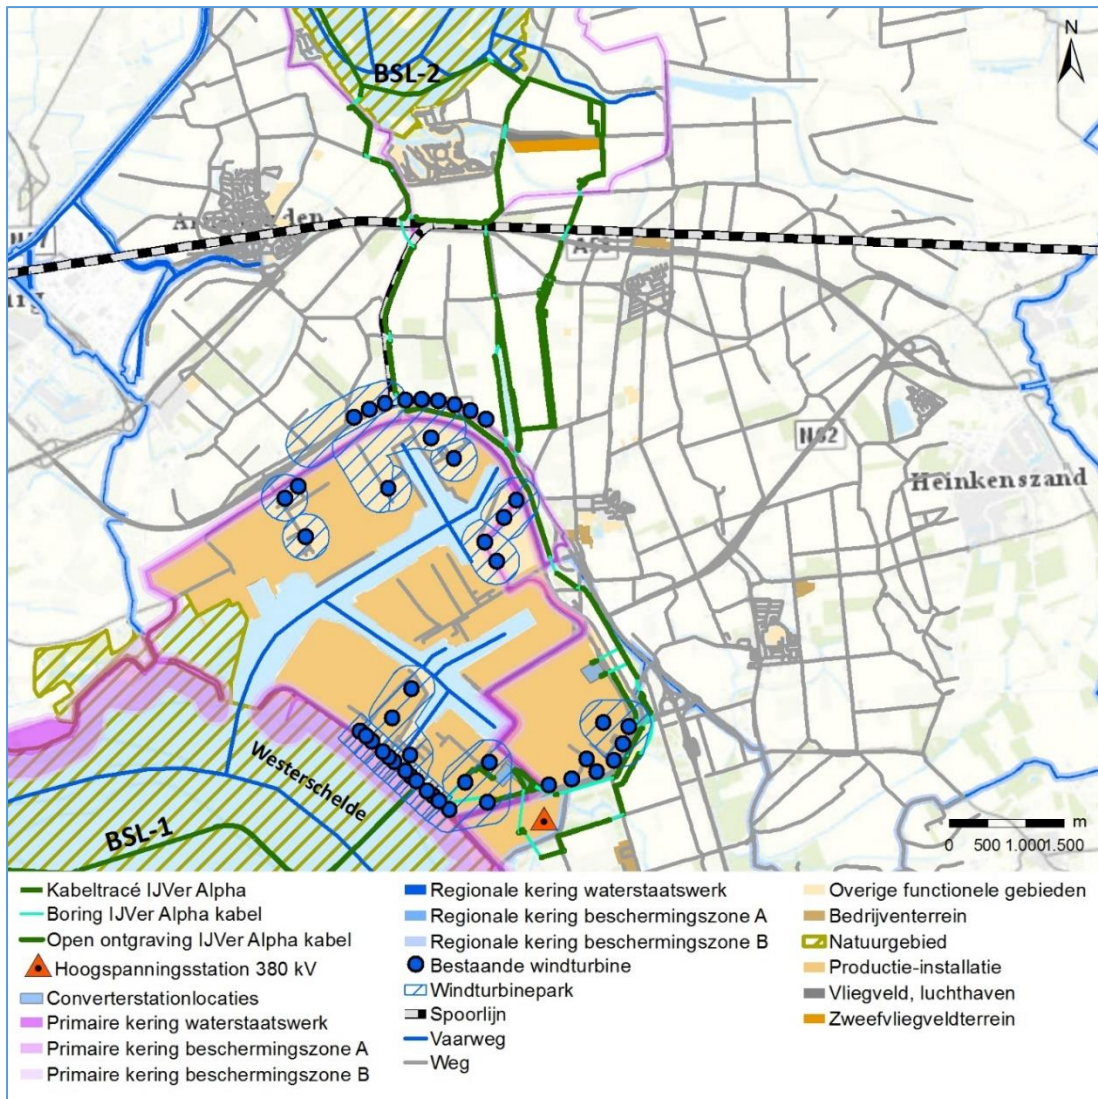 N
BSL-2
A58
N62
Heinkenszand
Westerschelde
BSL-1
m
0 500 1.000 1.500
Kabeltracé IJVer Alpha
Boring IJVer Alpha kabel
Open ontgraving IJVer Alpha kabel
Hoogspanningsstation 380 kV
Converterstationlocaties
Primaire kering waterstaatswerk
Primaire kering beschermingszone A
Primaire kering beschermingszone B
Regionale kering waterstaatswerk
Regionale kering beschermingszone A
Regionale kering beschermingszone B
Bestaande windturbine
Windturbinepark
Spoorlijn
Vaarweg
Weg
Overige functionele gebieden
Bedrijventerrein
Natuurgebied
Productie-installatie
Vliegveld, luchthaven
Zweefvliegveldterrein